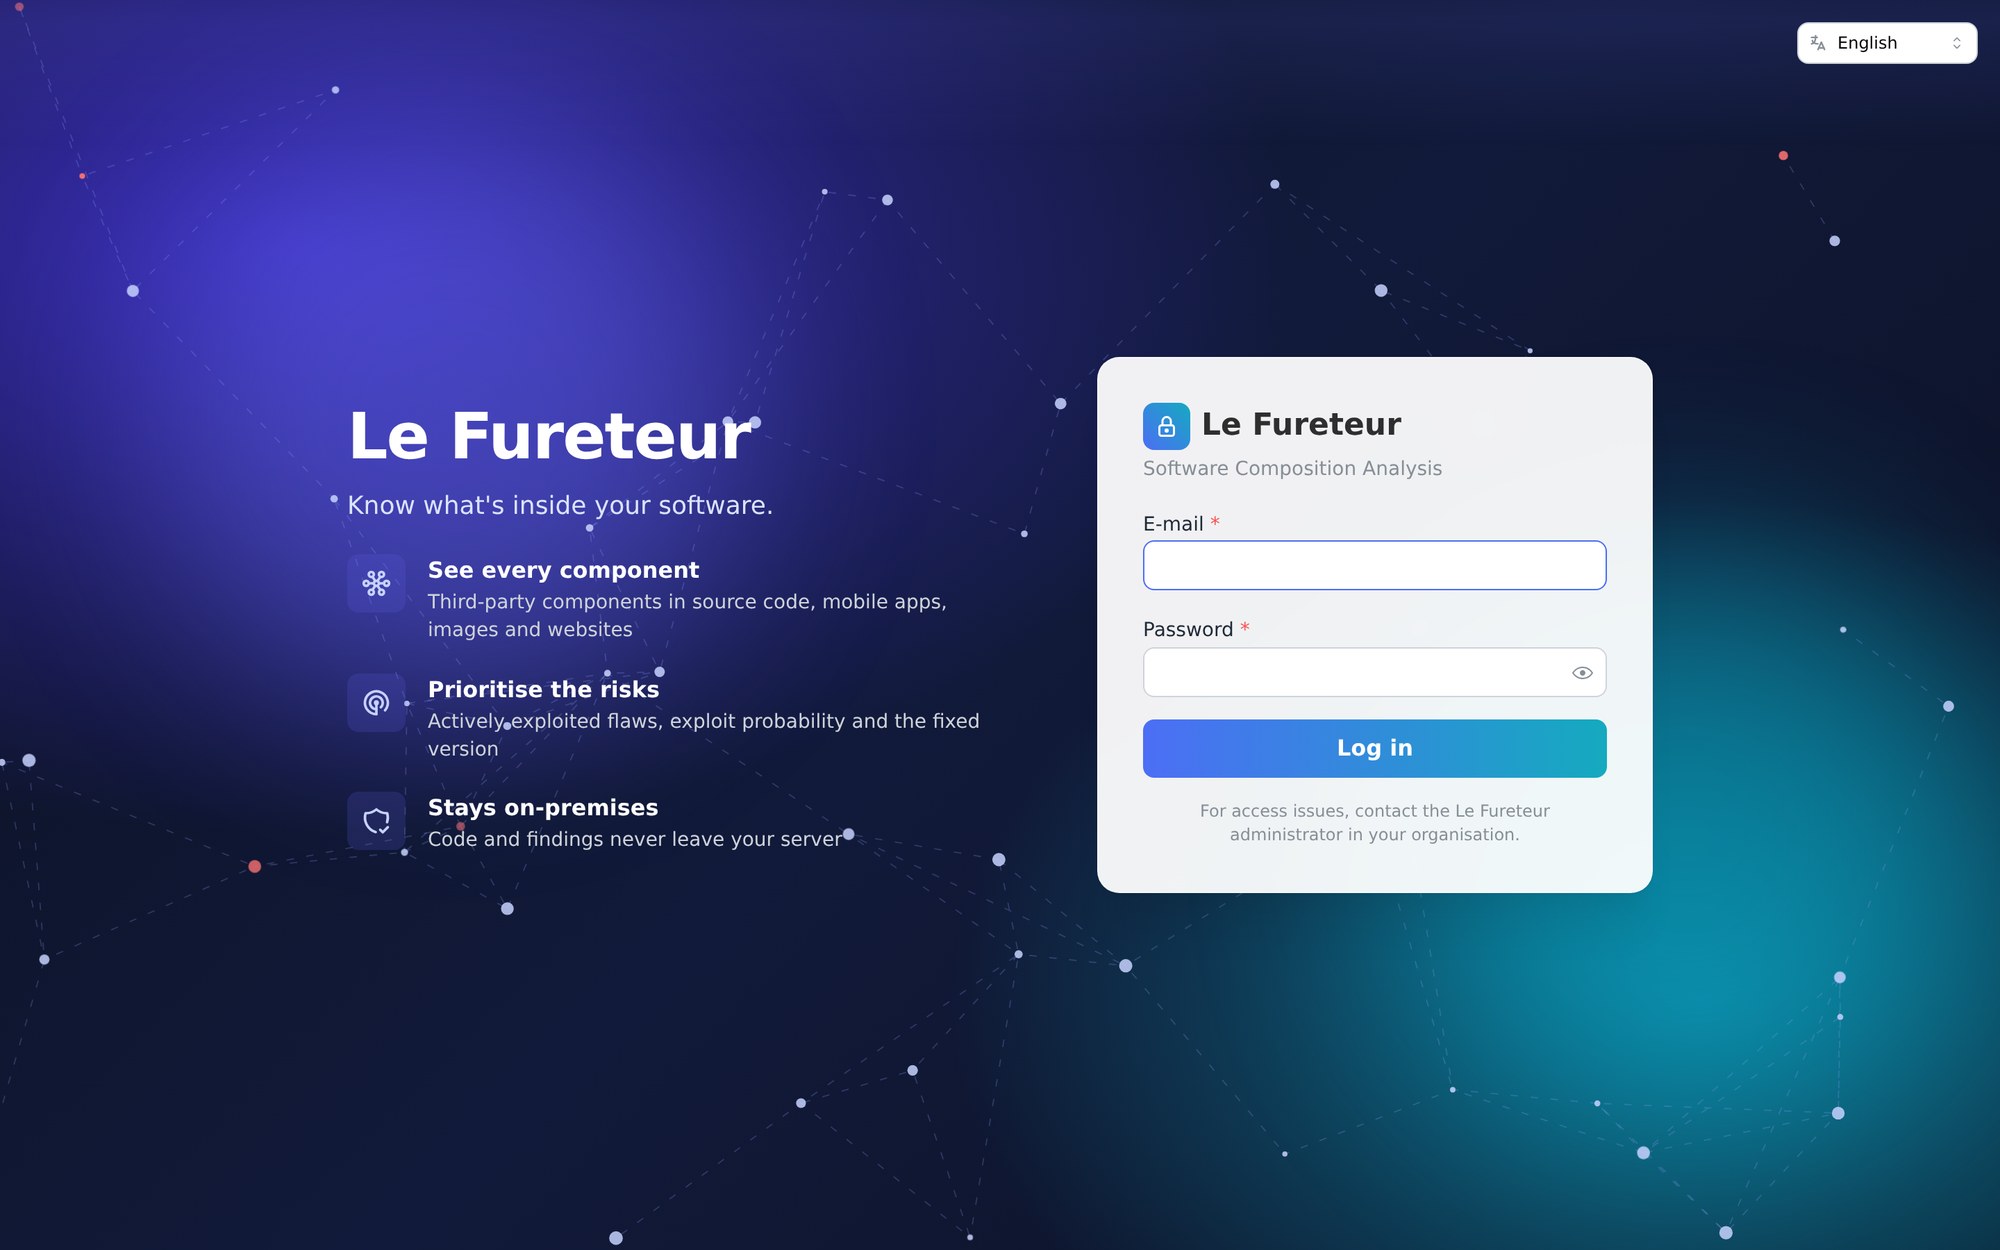 English
Le Fureteur
Know what's inside your software.
See every component
Third-party components in source code, mobile apps,
images and websites
Prioritise the risks
Actively exploited flaws, exploit probability and the fixed
version
Stays on-premises
Code and findings never leave your server
Le Fureteur
Software Composition Analysis
E-mail *
Password *
Log in
For access issues, contact the Le Fureteur
administrator in your organisation.